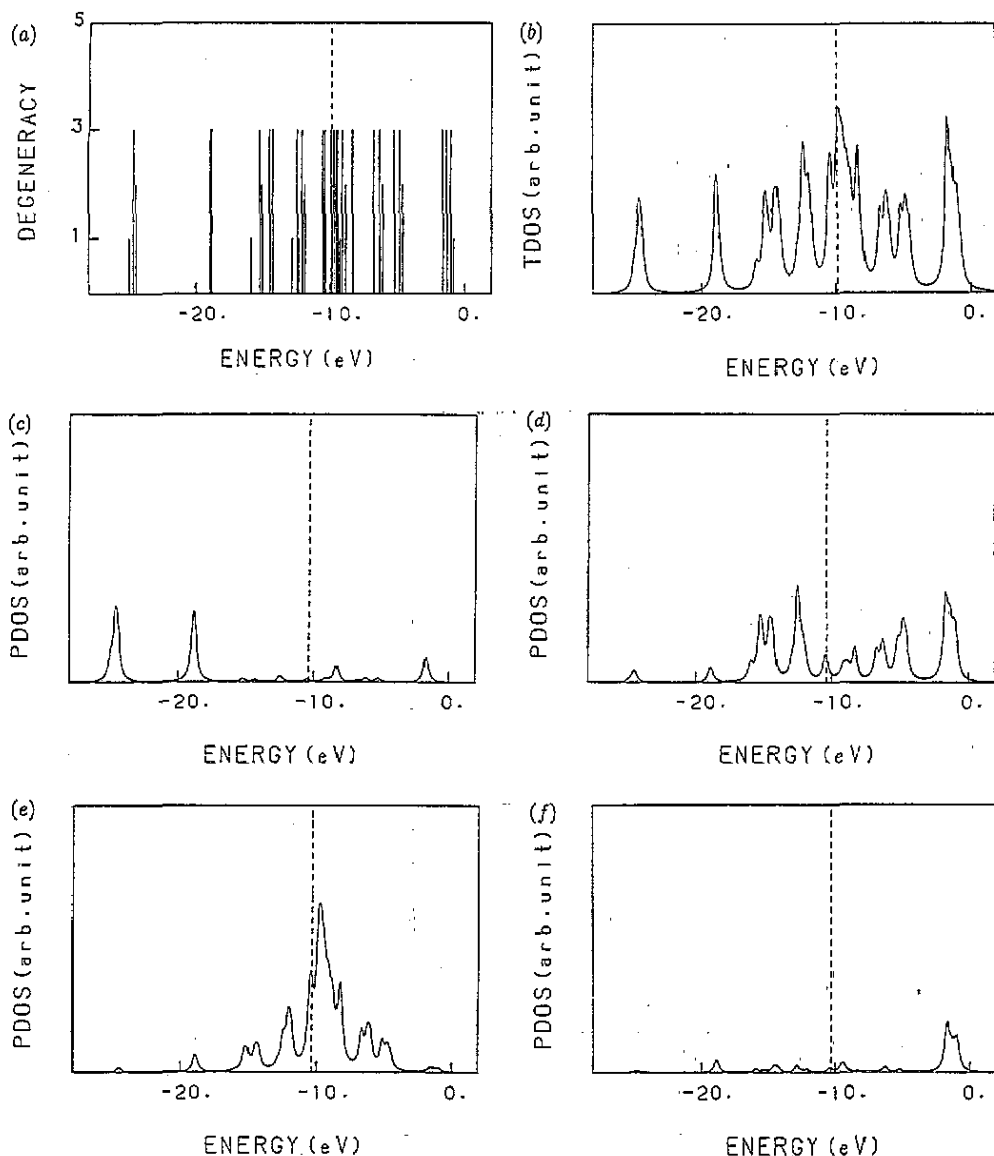 (a)
5
3
1
DEGENERACY
-20. -10. 0.
ENERGY (eV)
(b)
TDOS (arb.unit)
-20. -10. 0.
ENERGY (eV)
(c)
PDOS (arb.unit)
-20. -10. 0.
ENERGY (eV)
(d)
PDOS (arb.unit)
-20. -10. 0.
ENERGY (eV)
(e)
PDOS (arb.unit)
-20. -10. 0.
ENERGY (eV)
(f)
PDOS (arb.unit)
-20. -10. 0.
ENERGY (eV)